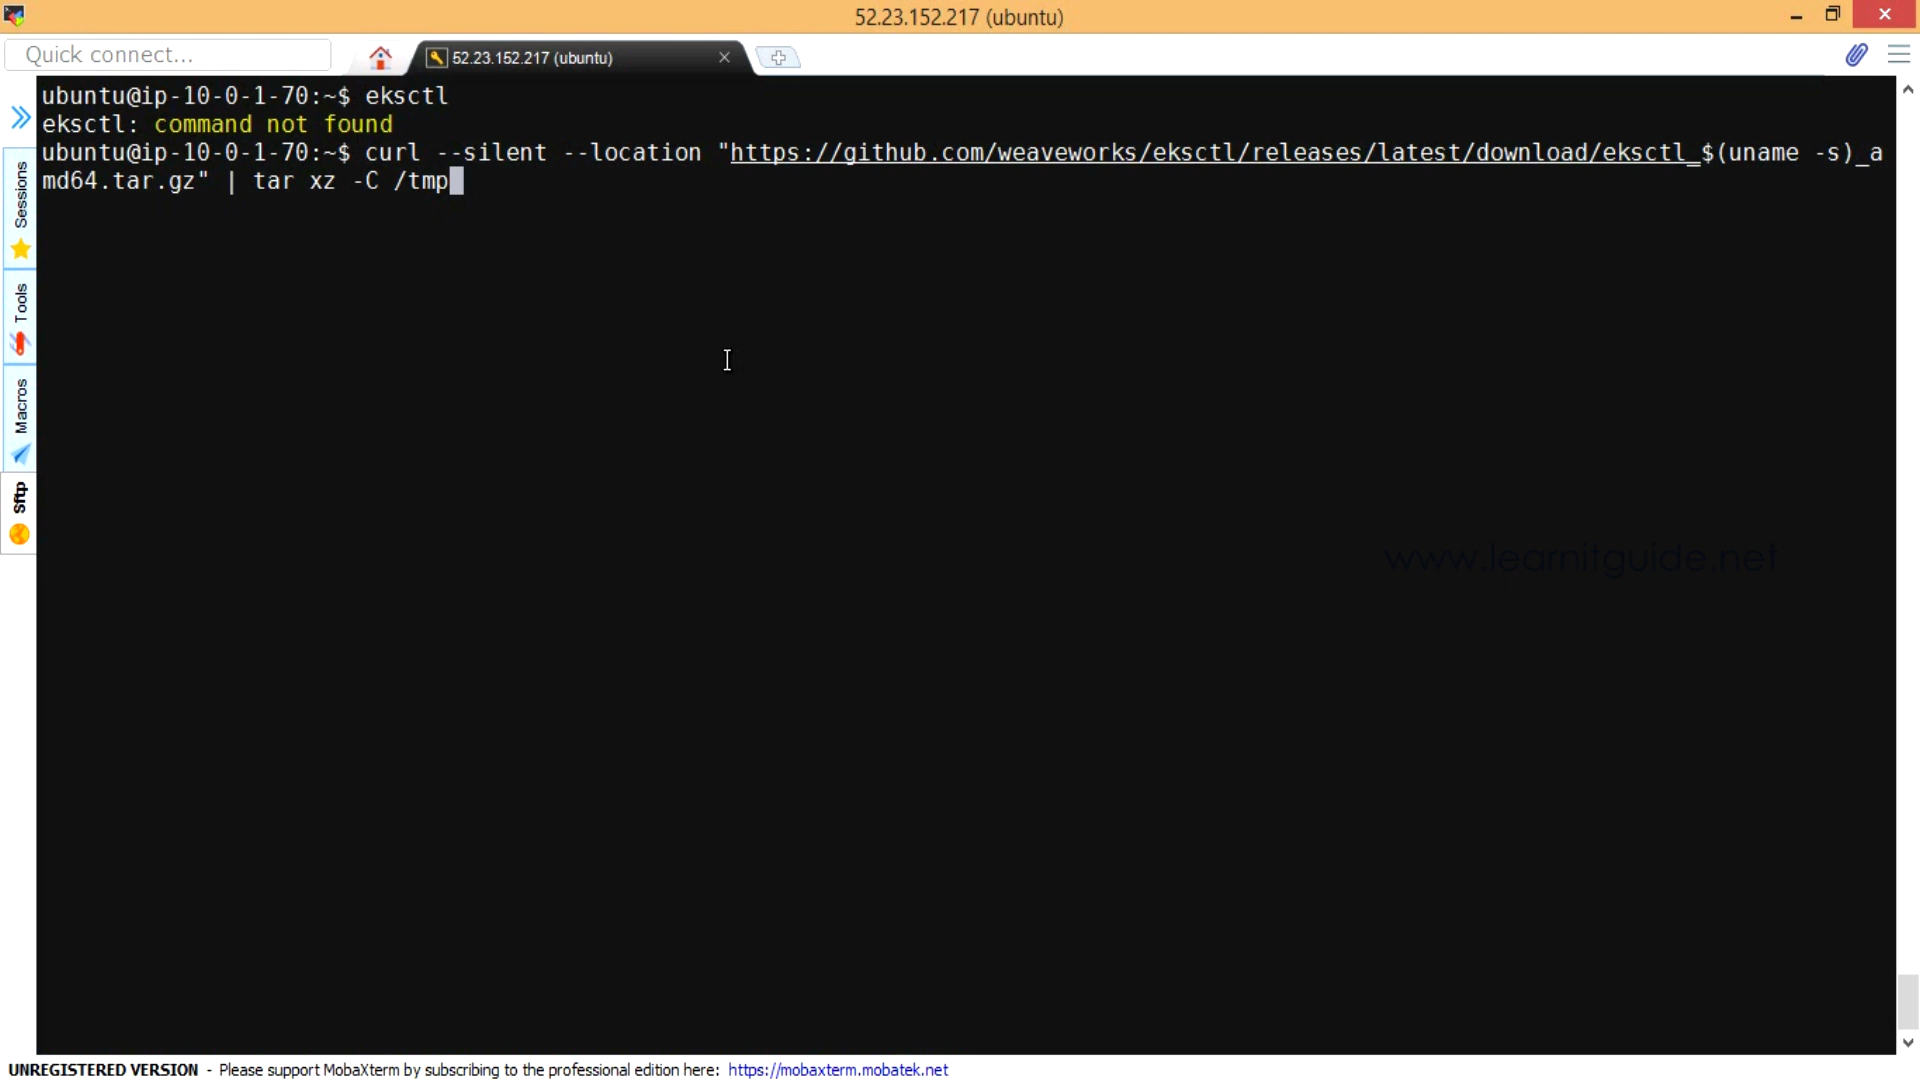 52.23.152.217 (ubuntu)
Quick connect...
52.23.152.217 (ubuntu)
ubuntu@ip-10-0-1-70:~$ eksctl
eksctl: command not found
ubuntu@ip-10-0-1-70:~$ curl --silent --location "https://github.com/weaveworks/eksctl/releases/latest/download/eksctl_$(uname -s)_a
md64.tar.gz" | tar xz -C /tmp
Sessions
Tools
Macros
Sftp
www.learnitguide.net
UNREGISTERED VERSION - Please support MobaXterm by subscribing to the professional edition here: https://mobaxterm.mobatek.net